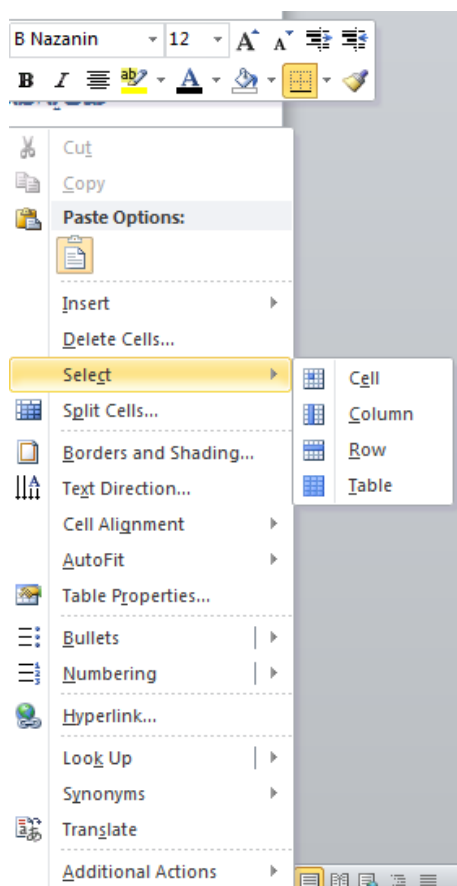 B Nazanin 12 A A
B I ab A
Cut
Copy
Paste Options:
Insert
Delete Cells...
Select
Cell
Column
Row
Table
Split Cells...
Borders and Shading...
Text Direction...
Cell Alignment
AutoFit
Table Properties...
Bullets
Numbering
Hyperlink...
Look Up
Synonyms
Translate
Additional Actions